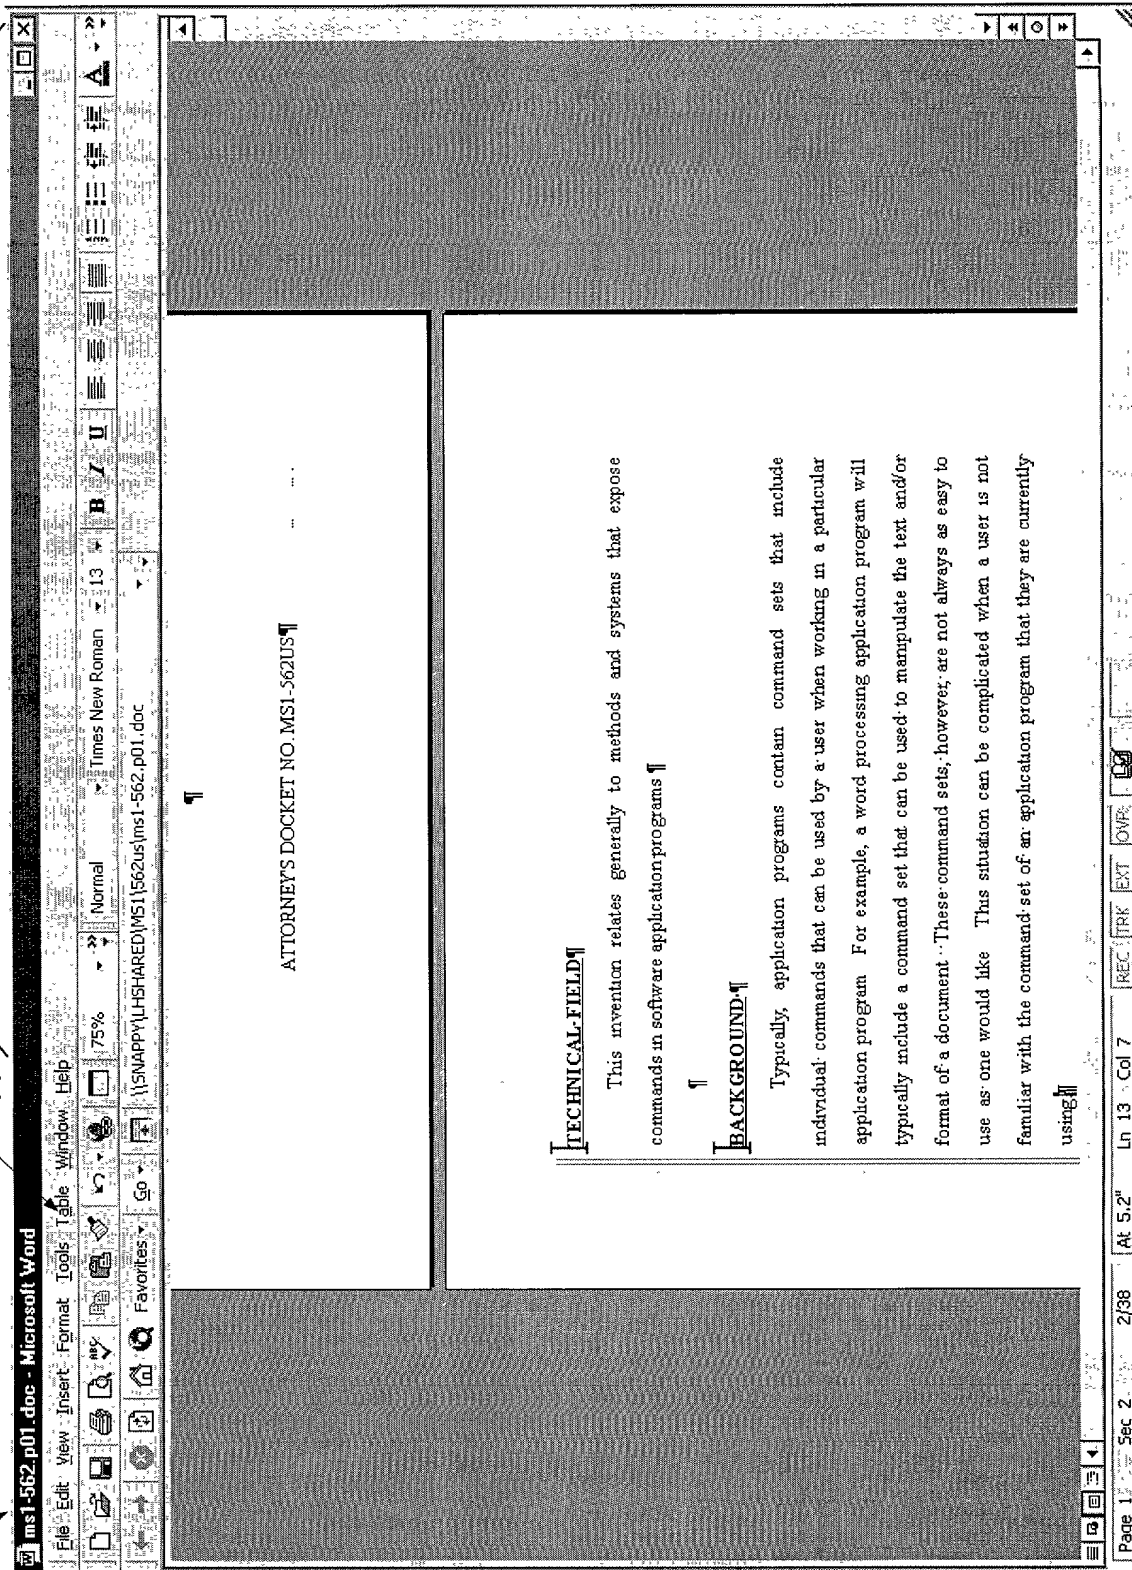 ms1-562.p01.doc - Microsoft Word
File Edit View Insert Format Tools Table Window Help
75% Normal Times New Roman 13 B I U A
Favorites Go \\SNAPPY\LHSHARED\MS1\562us\ms1-562.p01.doc
¶
ATTORNEY'S DOCKET NO. MS1-562US¶
TECHNICAL·FIELD¶
This invention relates generally to methods and systems that expose
commands in software application programs ¶
¶
BACKGROUND·¶
Typically, application programs contain command sets that include
individual commands that can be used by a user when working in a particular
application program For example, a word processing application program will
typically include a command set that can be used to manipulate the text and/or
format of a document These command sets, however, are not always as easy to
use as one would like This situation can be complicated when a user is not
familiar with the command set of an application program that they are currently
using¶
Page 1 Sec 2 2/38 At 5.2" Ln 13 Col 7 REC TRK EXT OVR